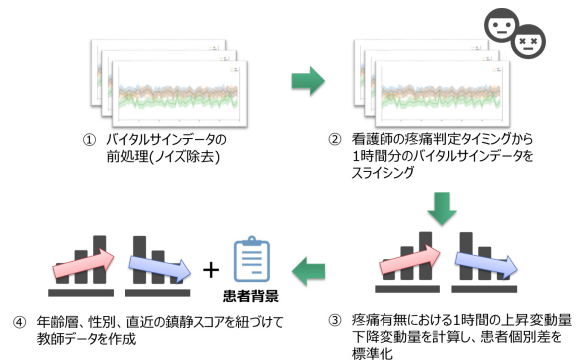 ① バイタルサインデータの
前処理(ノイズ除去)
② 看護師の疼痛判定タイミングから
1時間分のバイタルサインデータを
スライシング
③ 疼痛有無における1時間の上昇変動量
下降変動量を計算し、患者個別差を
標準化
+
患者背景
④ 年齢層、性別、直近の鎮静スコアを紐づけて
教師データを作成